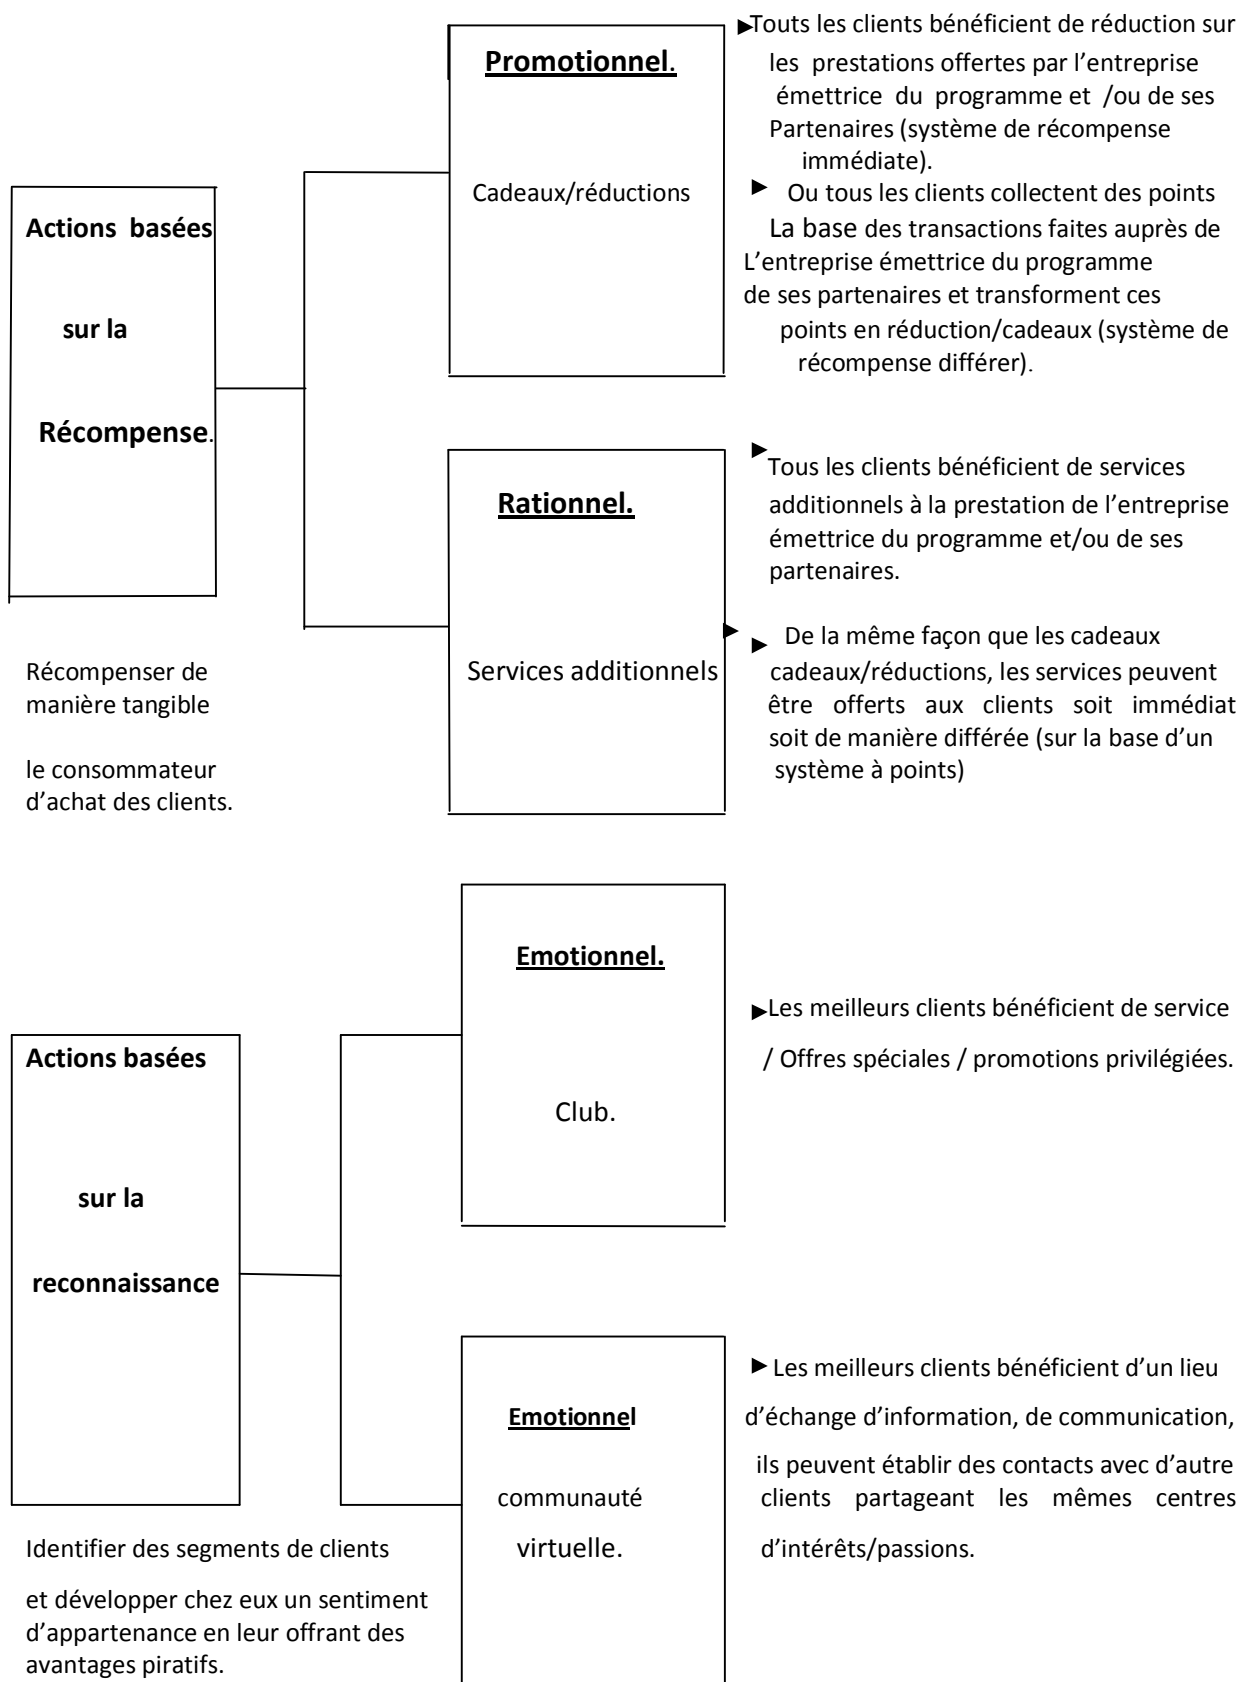 Promotionnel.
Cadeaux/réductions
►Touts les clients bénéficient de réduction sur
les prestations offertes par l’entreprise
émettrice du programme et /ou de ses
Partenaires (système de récompense
immédiate).
► Ou tous les clients collectent des points
La base des transactions faites auprès de
L’entreprise émettrice du programme
de ses partenaires et transforment ces
points en réduction/cadeaux (système de
récompense différer).
Actions basées
sur la
Récompense.
Récompenser de
manière tangible
le consommateur
d’achat des clients.
Rationnel.
Services additionnels
►
Tous les clients bénéficient de services
additionnels à la prestation de l’entreprise
émettrice du programme et/ou de ses
partenaires.
► ► De la même façon que les cadeaux
cadeaux/réductions, les services peuvent
être offerts aux clients soit immédiat
soit de manière différée (sur la base d’un
système à points)
Emotionnel.
Club.
►Les meilleurs clients bénéficient de service
/ Offres spéciales / promotions privilégiées.
Actions basées
sur la
reconnaissance
Identifier des segments de clients
et développer chez eux un sentiment
d’appartenance en leur offrant des
avantages piratifs.
Emotionnel
communauté
virtuelle.
► Les meilleurs clients bénéficient d’un lieu
d’échange d’information, de communication,
ils peuvent établir des contacts avec d’autre
clients partageant les mêmes centres
d’intérêts/passions.